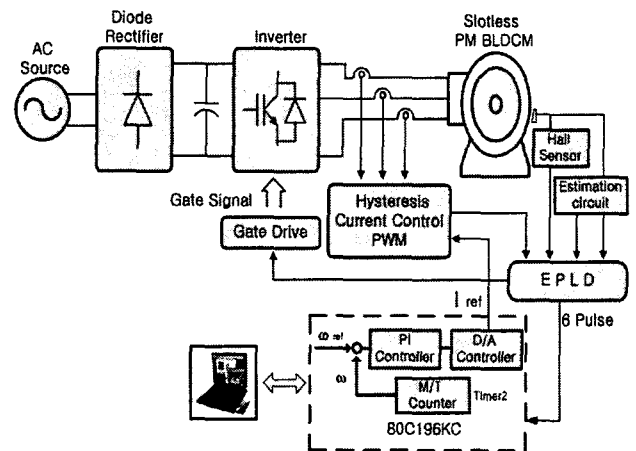 AC
Source
Diode
Rectifier
Inverter
Slotless
PM BLDCM
Hall
Sensor
Estimation
circuit
Gate Signal
Gate Drive
Hysteresis
Current Control
PWM
E P L D
I ref
6 Pulse
ω ref
PI
Controller
D/A
Controller
ω
M/T
Counter
Timer2
80C196KC